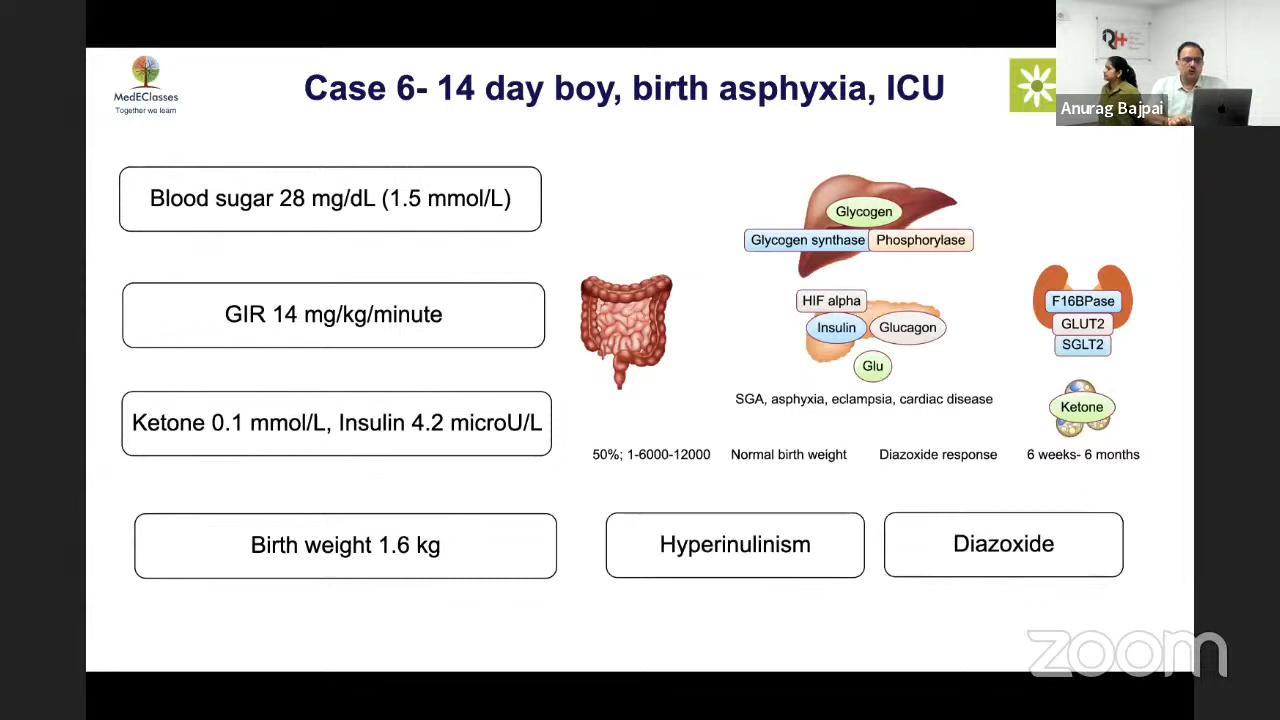 MedEClasses
Together we learn
Case 6- 14 day boy, birth asphyxia, ICU
Anurag Bajpai
Blood sugar 28 mg/dL (1.5 mmol/L)
GIR 14 mg/kg/minute
Ketone 0.1 mmol/L, Insulin 4.2 microU/L
Birth weight 1.6 kg
Glycogen
Glycogen synthase
Phosphorylase
HIF alpha
Insulin
Glucagon
Glu
F16BPase
GLUT2
SGLT2
Ketone
SGA, asphyxia, eclampsia, cardiac disease
50%; 1-6000-12000
Normal birth weight
Diazoxide response
6 weeks- 6 months
Hyperinulinism
Diazoxide
zoom